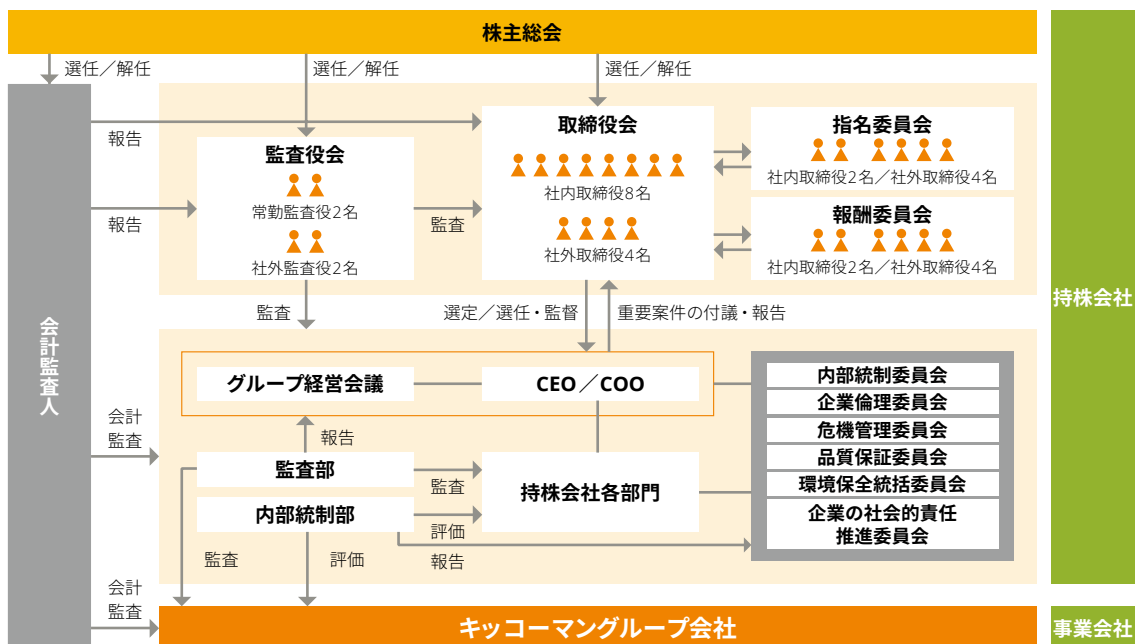 株主総会
選任／解任
選任／解任
選任／解任
会計監査人
報告
報告
監査役会
常勤監査役2名
社外監査役2名
監査
取締役会
社内取締役8名
社外取締役4名
指名委員会
社内取締役2名／社外取締役4名
報酬委員会
社内取締役2名／社外取締役4名
持株会社
監査
選定／選任・監督
重要案件の付議・報告
グループ経営会議
CEO／COO
内部統制委員会
企業倫理委員会
危機管理委員会
品質保証委員会
環境保全統括委員会
企業の社会的責任
推進委員会
会計
監査
報告
監査部
監査
持株会社各部門
内部統制部
評価
報告
監査
評価
会計
監査
キッコーマングループ会社
事業会社